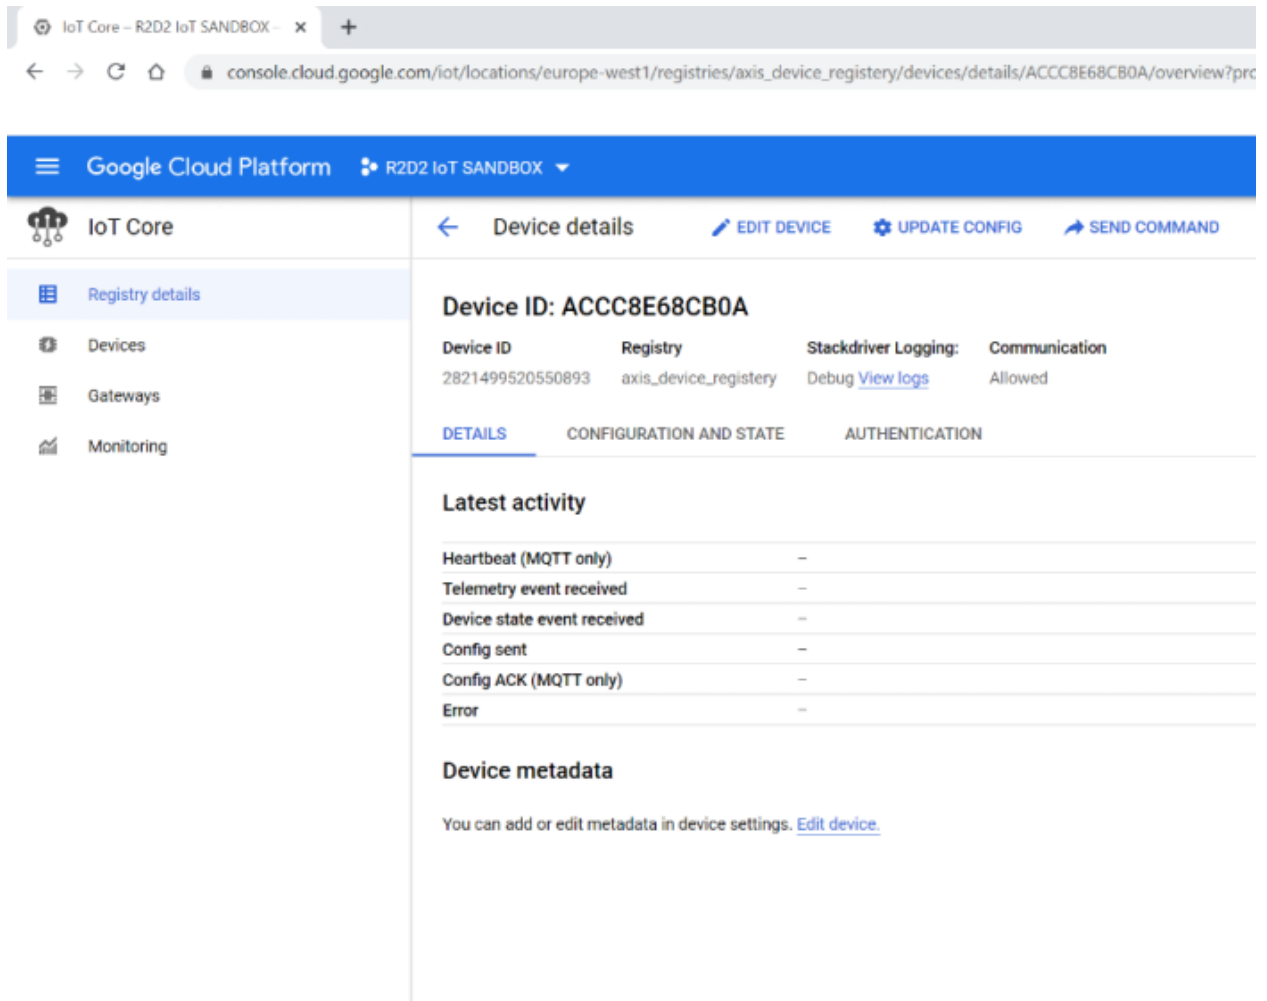 IoT Core – R2D2 IoT SANDBOX –
console.cloud.google.com/iot/locations/europe-west1/registries/axis_device_registery/devices/details/ACCC8E68CB0A/overview?pro
Google Cloud Platform R2D2 IoT SANDBOX
IoT Core
Device details EDIT DEVICE UPDATE CONFIG SEND COMMAND
Registry details
Devices
Gateways
Monitoring
Device ID: ACCC8E68CB0A
Device ID Registry Stackdriver Logging: Communication
2821499520550893 axis_device_registery Debug View logs Allowed
DETAILS CONFIGURATION AND STATE AUTHENTICATION
Latest activity
Heartbeat (MQTT only) –
Telemetry event received –
Device state event received –
Config sent –
Config ACK (MQTT only) –
Error –
Device metadata
You can add or edit metadata in device settings. Edit device.